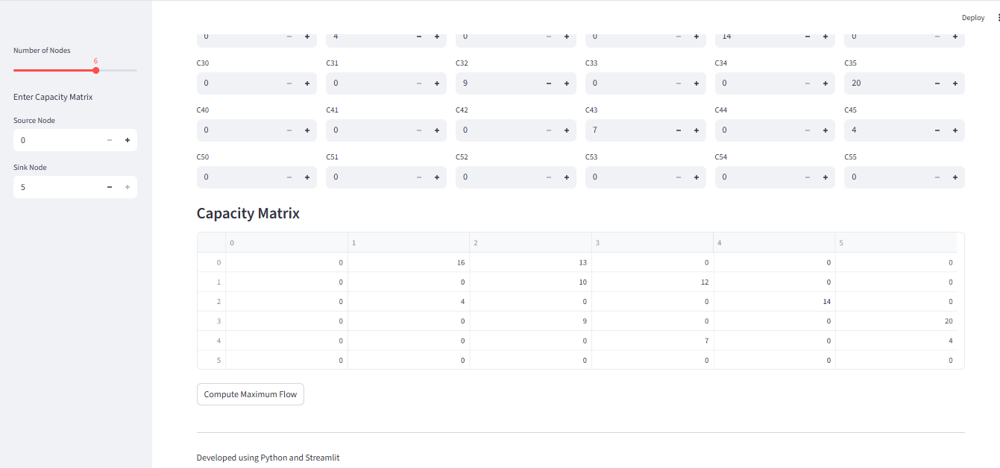 Deploy
Number of Nodes
6
Enter Capacity Matrix
Source Node
0 − +
Sink Node
5 − +
0 − + 4 − + 0 − + 0 − + 14 − + 0 − +
C30 C31 C32 C33 C34 C35
0 − + 0 − + 9 − + 0 − + 0 − + 20 − +
C40 C41 C42 C43 C44 C45
0 − + 0 − + 0 − + 7 − + 0 − + 4 − +
C50 C51 C52 C53 C54 C55
0 − + 0 − + 0 − + 0 − + 0 − + 0 − +
Capacity Matrix
0 1 2 3 4 5
0 0 16 13 0 0 0
1 0 0 10 12 0 0
2 0 4 0 0 14 0
3 0 0 9 0 0 20
4 0 0 0 7 0 4
5 0 0 0 0 0 0
Compute Maximum Flow
Developed using Python and Streamlit